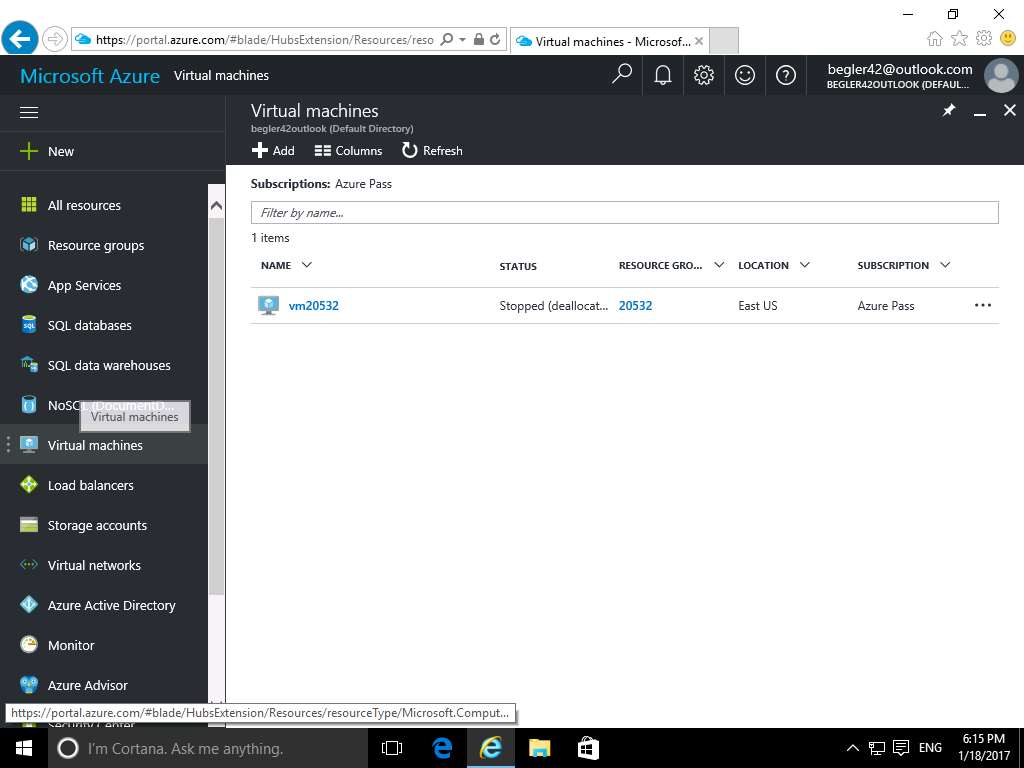 https://portal.azure.com/#blade/HubsExtension/Resources/reso
Virtual machines - Microsof...
Microsoft Azure
Virtual machines
begler42@outlook.com
BEGLER42OUTLOOK (DEFAUL...
Virtual machines
begler42outlook (Default Directory)
Add
Columns
Refresh
New
All resources
Resource groups
App Services
SQL databases
SQL data warehouses
NoSQL (DocumentD...
Virtual machines
Virtual machines
Load balancers
Storage accounts
Virtual networks
Azure Active Directory
Monitor
Azure Advisor
Security Center
Subscriptions: Azure Pass
Filter by name...
1 items
NAME STATUS RESOURCE GRO... LOCATION SUBSCRIPTION
vm20532 Stopped (deallocat... 20532 East US Azure Pass ...
https://portal.azure.com/#blade/HubsExtension/Resources/resourceType/Microsoft.Comput...
I'm Cortana. Ask me anything.
ENG
6:15 PM
1/18/2017